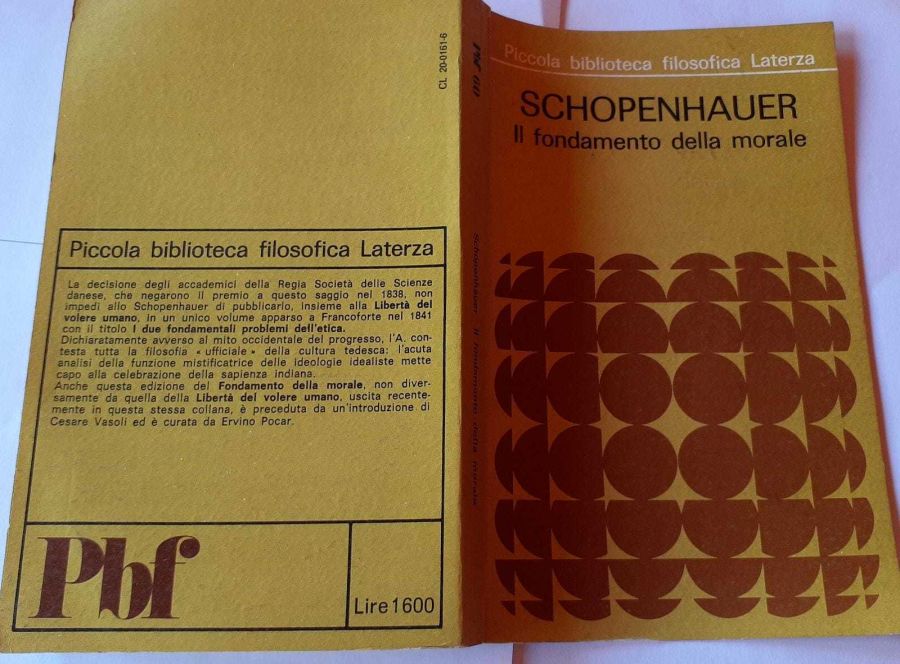 Piccola biblioteca filosofica Laterza
La decisione degli accademici della Regia Società delle Scienze
danese, che negarono il premio a questo saggio nel 1838, non
impedì allo Schopenhauer di pubblicarlo, insieme alla Libertà del
volere umano, in un unico volume apparso a Francoforte nel 1841
con il titolo I due fondamentali problemi dell'etica.
Dichiaratamente avverso al mito occidentale del progresso, l'A. con-
testa tutta la filosofia «ufficiale» della cultura tedesca: l'acuta
analisi della funzione mistificatrice delle ideologie idealiste mette
capo alla celebrazione della sapienza indiana.
Anche questa edizione del Fondamento della morale, non diver-
samente da quella della Libertà del volere umano, uscita recente-
mente in questa stessa collana, è preceduta da un'introduzione di
Cesare Vasoli ed è curata da Ervino Pocar.
Pbf
Lire 1600
CL 20-0161-6
Pbf
Schopenhauer Il fondamento della morale
Piccola biblioteca filosofica Laterza
SCHOPENHAUER
Il fondamento della morale